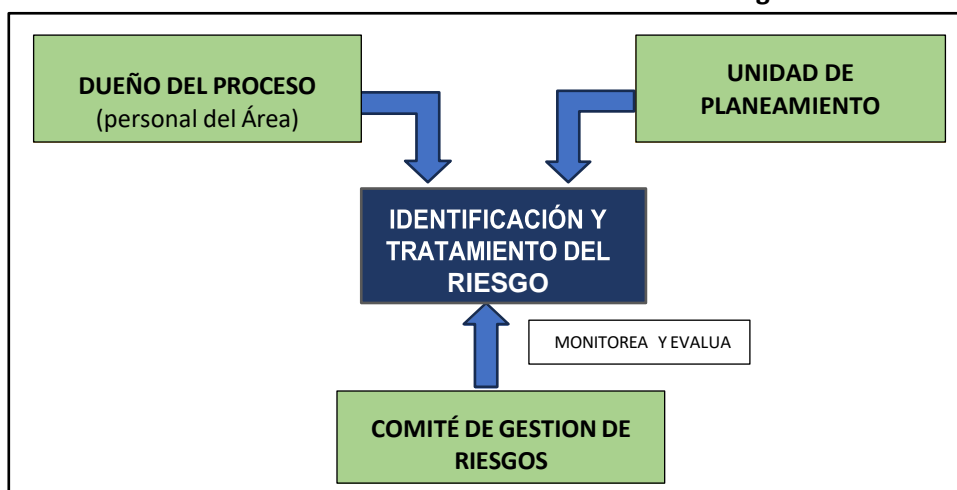 DUEÑO DEL PROCESO
(personal del Área)
UNIDAD DE
PLANEAMIENTO
IDENTIFICACIÓN Y
TRATAMIENTO DEL
RIESGO
MONITOREA Y EVALUA
COMITÉ DE GESTION DE
RIESGOS